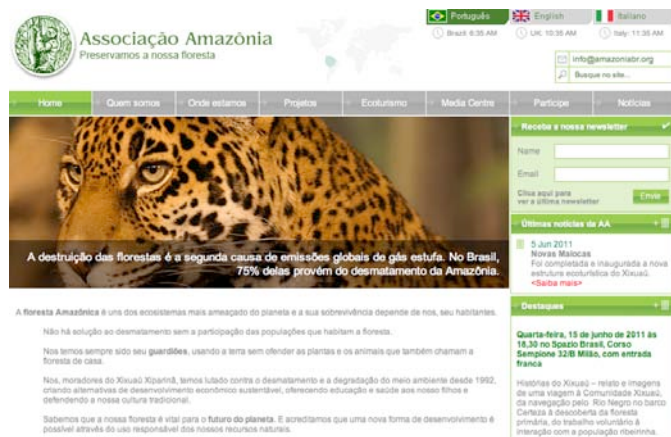 Português
English
Italiano
Brazil: 6:35 AM
UK: 10:35 AM
Italy: 11:35 AM
Associação Amazônia
Preservamos a nossa floresta
info@amazoniabr.org
Busque no site...
Home
Quem somos
Onde estamos
Projetos
Ecoturismo
Media Centre
Participe
Notícias
Receba a nossa newsletter
Name
Email
Clica aqui para
ver a última newsletter
Envie
A destruição das florestas é a segunda causa de emissões globais de gás estufa. No Brasil,
75% delas provém do desmatamento da Amazônia.
Últimas notícias da AA
5 Jun 2011
Novas Malocas
Foi completada e inaugurada a nova
estrutura ecoturística do Xixuaú.
<Saiba mais>
A floresta Amazônica é uns dos ecosistemas mais ameaçado do planeta e a sua sobrevivência depende de nos, seu habitantes.
Não há solução ao desmatamento sem a participação das populações que habitam a floresta.
Nos temos sempre sido seu guardiões, usando a terra sem ofender as plantas e os animais que também chamam a
floresta de casa.
Nos, moradores do Xixuaú Xiparinã, temos lutado contra o desmatamento e a degradação do meio ambiente desde 1992,
criando alternativas de desenvolvimento econômico sustentável, oferecendo educação e saúde aos nosso filhos e
defendendo a nossa cultura tradicional.
Sabemos que a nossa floresta é vital para o futuro do planeta. E acreditamos que uma nova forma de desenvolvimento é
possível através do uso responsável dos nossos recursos naturais.
Destaques
Quarta-feira, 15 de junho de 2011 às
18,30 no Spazio Brasil, Corso
Sempione 32/B Milão, com entrada
franca
Histórias do Xixuaú – relato e imagens
de uma viagem à Comunidade Xixuaú,
da navegação pelo Rio Negro no barco
Certeza à descoberta da floresta
primária, do trabalho voluntário à
interação com a população ribeirinha.